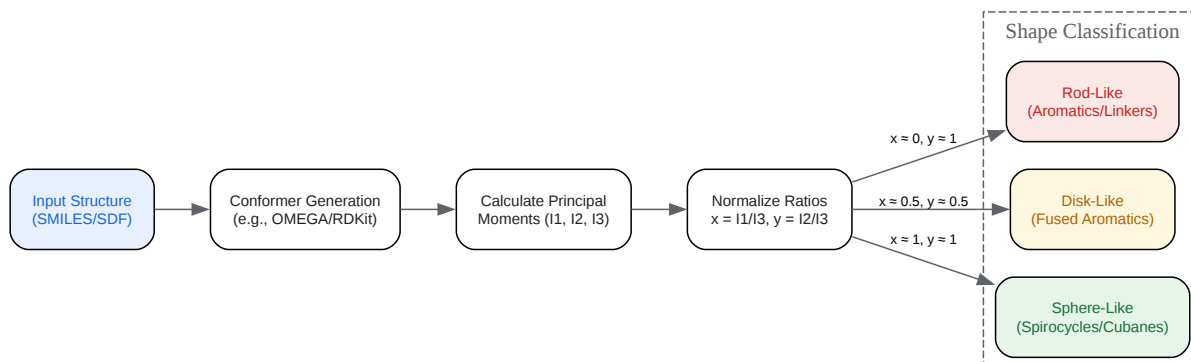 Shape Classification
Input Structure
(SMILES/SDF)
Conformer Generation
(e.g., OMEGA/RDKit)
Calculate Principal
Moments (I1, I2, I3)
Normalize Ratios
x = I1/I3, y = I2/I3
x ≈ 0, y ≈ 1
Rod-Like
(Aromatics/Linkers)
x ≈ 0.5, y ≈ 0.5
Disk-Like
(Fused Aromatics)
x ≈ 1, y ≈ 1
Sphere-Like
(Spirocycles/Cubanes)